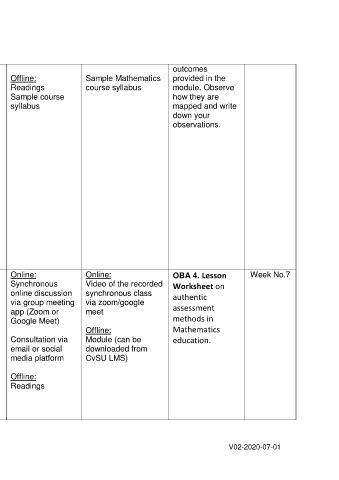 Offline:
Readings
Sample course
syllabus
Sample Mathematics
course syllabus
outcomes
provided in the
module. Observe
how they are
mapped and write
down your
observations.
Online:
Synchronous
online discussion
via group meeting
app (Zoom or
Google Meet)
Consultation via
email or social
media platform
Offline:
Readings
Online:
Video of the recorded
synchronous class
via zoom/google
meet
Offline:
Module (can be
downloaded from
CvSU LMS)
OBA 4. Lesson
Worksheet on
authentic
assessment
methods in
Mathematics
education.
Week No.7
V02-2020-07-01